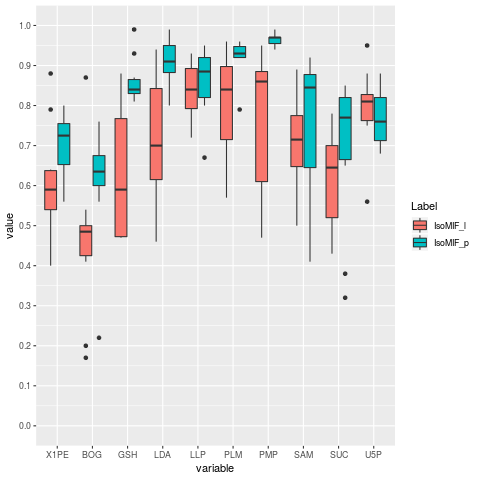 1.0
0.9
0.8
0.7
0.6
0.5
0.4
0.3
0.2
0.1
0.0
value
X1PE BOG GSH LDA LLP PLM PMP SAM SUC U5P
variable
Label
IsoMIF_l
IsoMIF_p